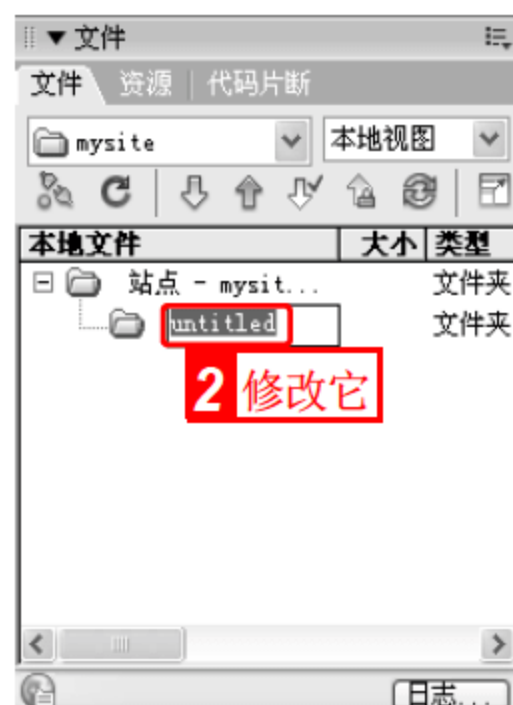 ▼文件
文件 资源 代码片断
mysite 本地视图
本地文件 大小 类型
站点 - mysit... 文件夹
untitled 文件夹
2 修改它
日志...